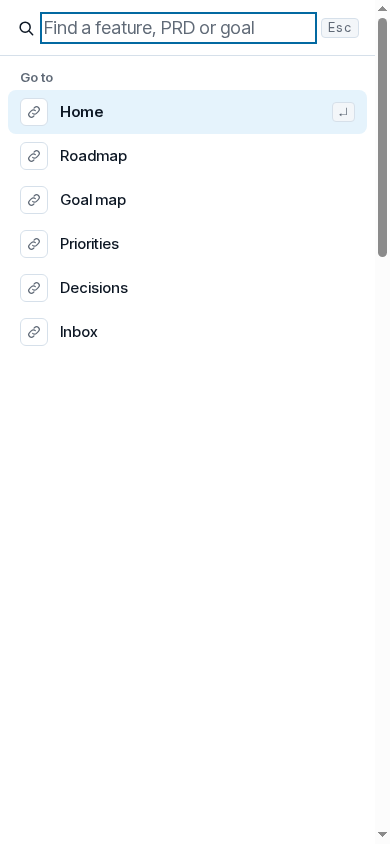 Find a feature, PRD or goal
Esc
Go to
Home
Roadmap
Goal map
Priorities
Decisions
Inbox